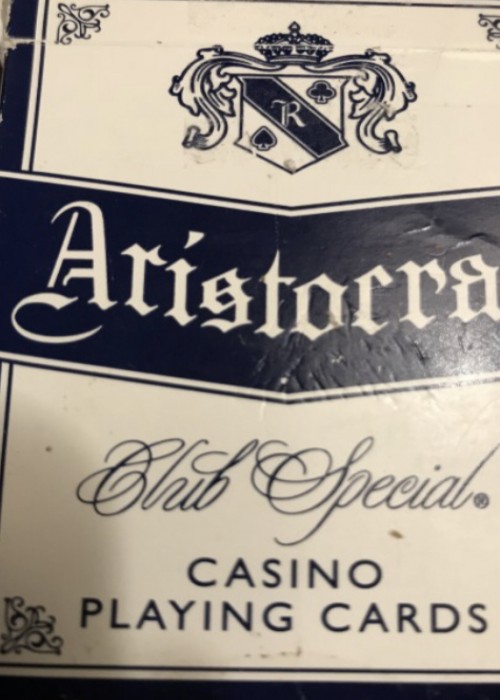 R
Aristocra
Club Special®
CASINO
PLAYING CARDS